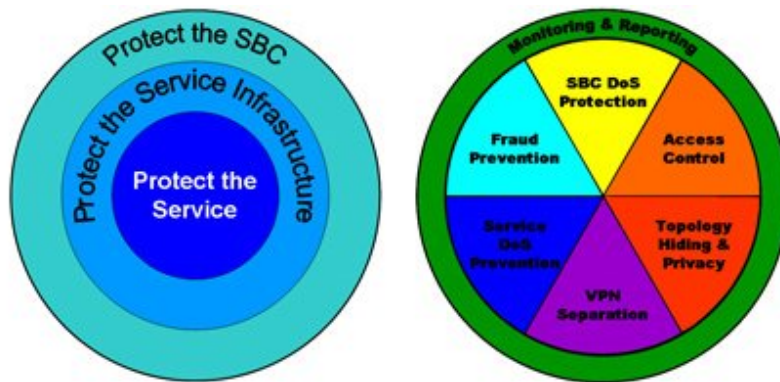 Protect the SBC
Protect the Service Infrastructure
Protect the
Service
Monitoring & Reporting
SBC DoS
Protection
Fraud
Prevention
Access
Control
Service
DoS
Prevention
Topology
Hiding &
Privacy
VPN
Separation